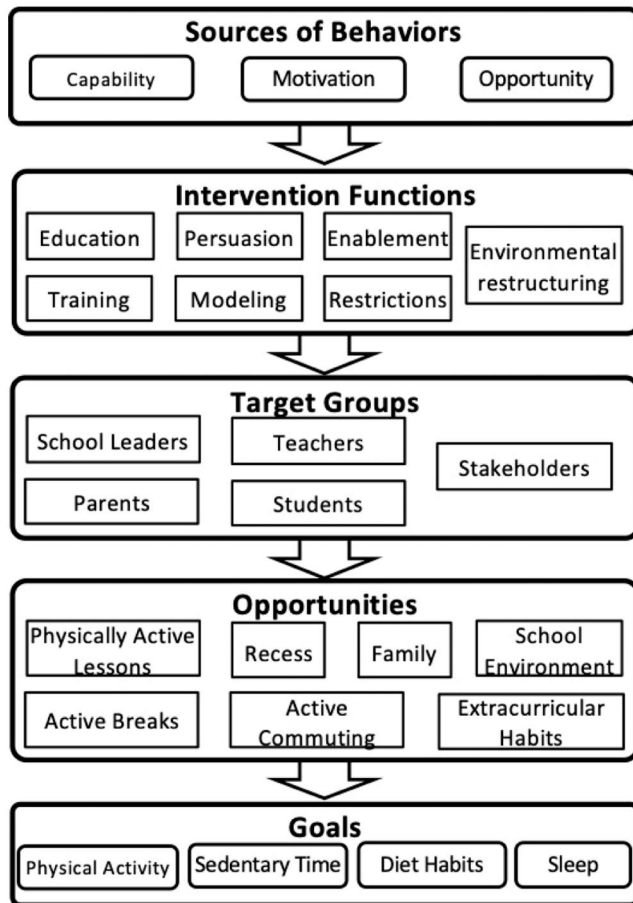 Sources of Behaviors
Capability
Motivation
Opportunity
Intervention Functions
Education
Persuasion
Enablement
Environmental
restructuring
Training
Modeling
Restrictions
Target Groups
School Leaders
Teachers
Stakeholders
Parents
Students
Opportunities
Physically Active
Lessons
Recess
Family
School
Environment
Active Breaks
Active
Commuting
Extracurricular
Habits
Goals
Physical Activity
Sedentary Time
Diet Habits
Sleep